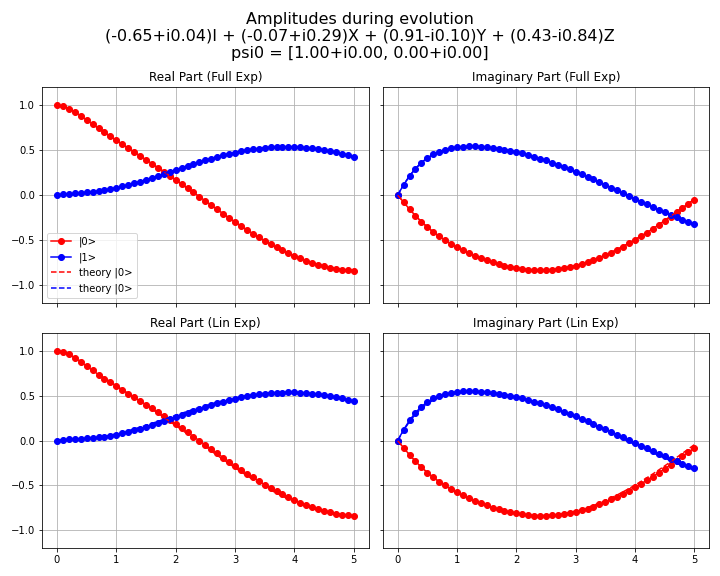 Amplitudes during evolution
(-0.65+i0.04)I + (-0.07+i0.29)X + (0.91-i0.10)Y + (0.43-i0.84)Z
psi0 = [1.00+i0.00, 0.00+i0.00]
Real Part (Full Exp)
Imaginary Part (Full Exp)
1.0
0.5
0.0
−0.5
−1.0
|0>
|1>
theory |0>
theory |0>
Real Part (Lin Exp)
Imaginary Part (Lin Exp)
1.0
0.5
0.0
−0.5
−1.0
0 1 2 3 4 5
0 1 2 3 4 5